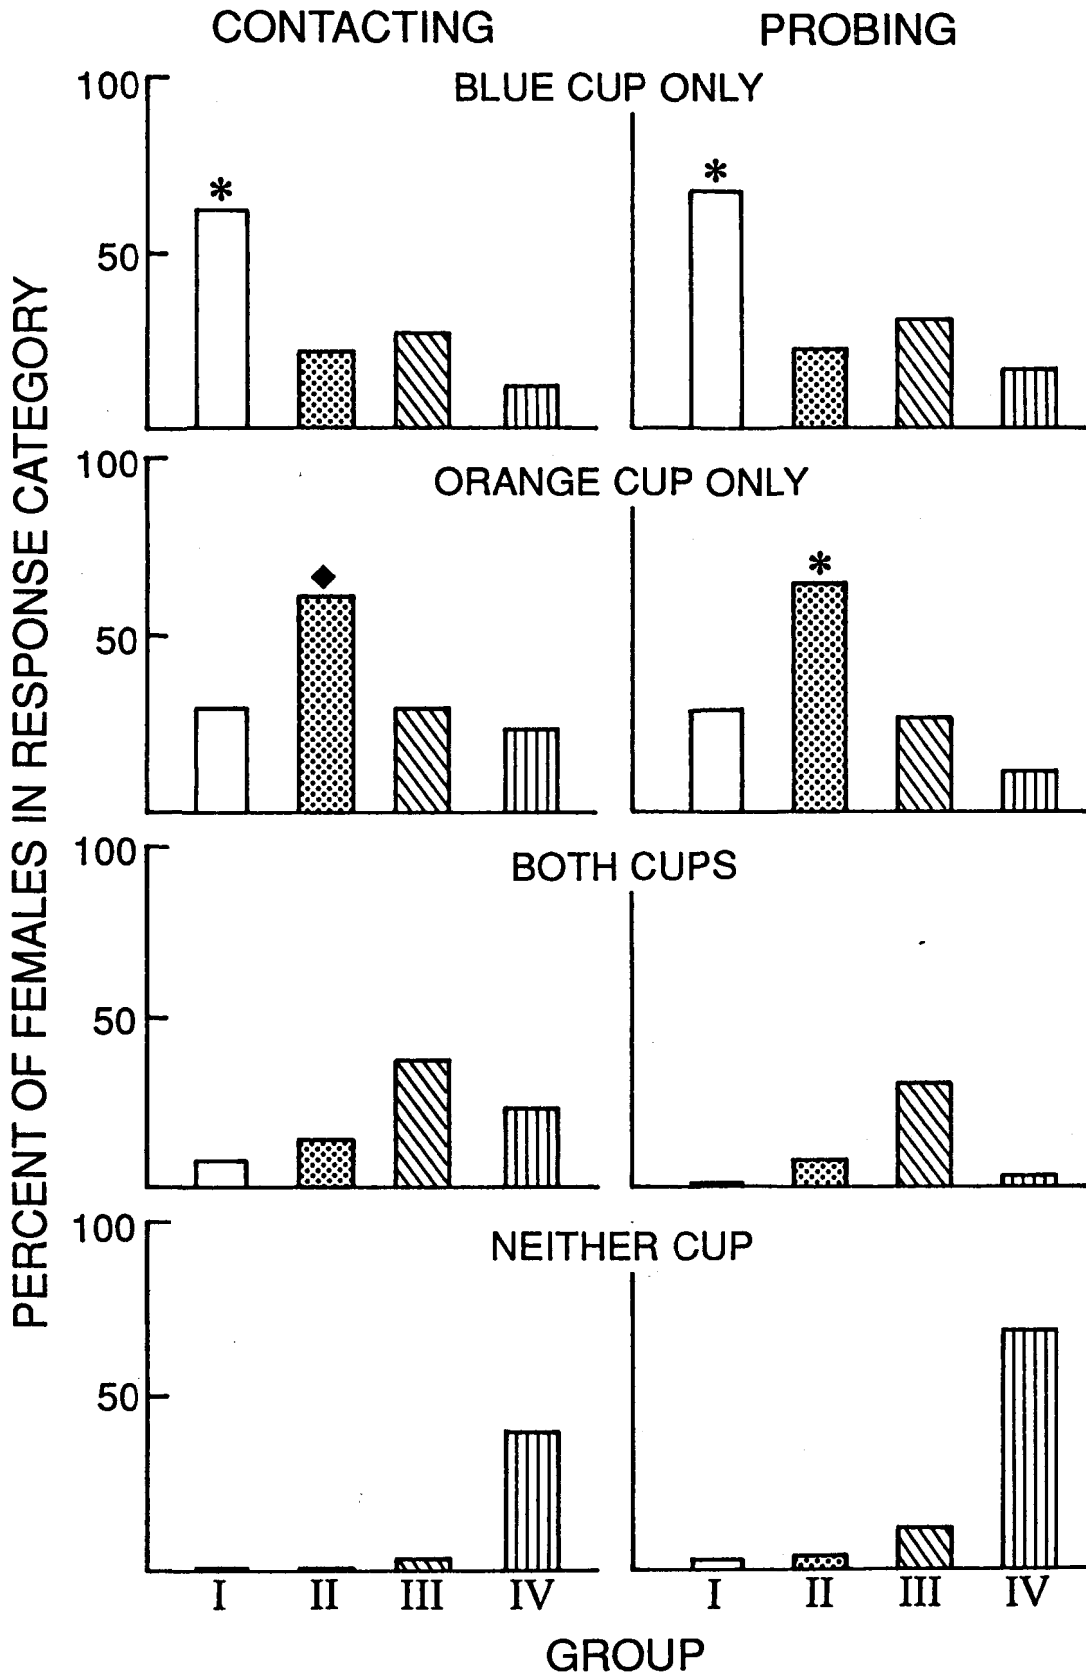 CONTACTING PROBING
100 BLUE CUP ONLY
*
*
50
100 ORANGE CUP ONLY
◆ *
50
100 BOTH CUPS
50
100 NEITHER CUP
50
I II III IV I II III IV
GROUP
PERCENT OF FEMALES IN RESPONSE CATEGORY